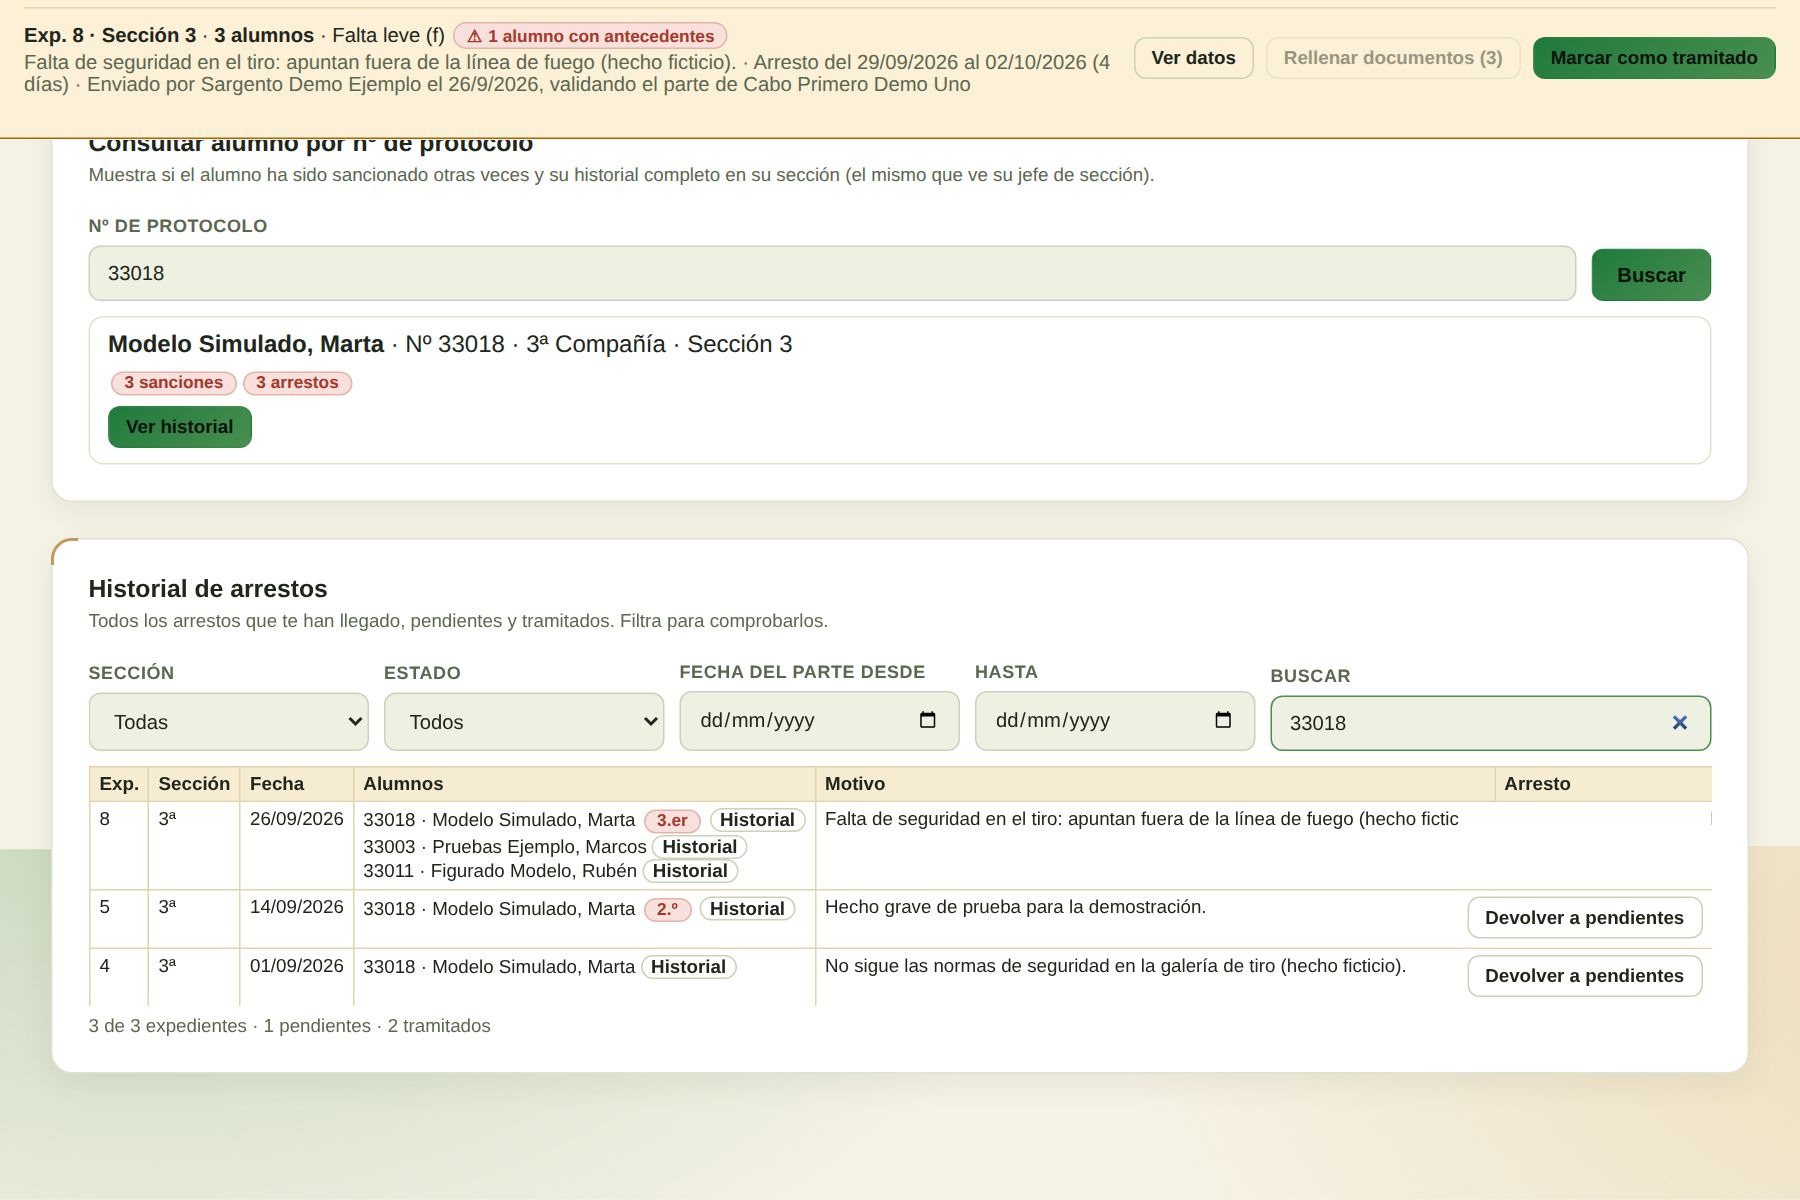 Exp. 8 · Sección 3 · 3 alumnos · Falta leve (f) ⚠ 1 alumno con antecedentes
Falta de seguridad en el tiro: apuntan fuera de la línea de fuego (hecho ficticio). · Arresto del 29/09/2026 al 02/10/2026 (4
días) · Enviado por Sargento Demo Ejemplo el 26/9/2026, validando el parte de Cabo Primero Demo Uno
Ver datos
Rellenar documentos (3)
Marcar como tramitado
Consultar alumno por nº de protocolo
Muestra si el alumno ha sido sancionado otras veces y su historial completo en su sección (el mismo que ve su jefe de sección).
Nº DE PROTOCOLO
33018
Buscar
Modelo Simulado, Marta · Nº 33018 · 3ª Compañía · Sección 3
3 sanciones 3 arrestos
Ver historial
Historial de arrestos
Todos los arrestos que te han llegado, pendientes y tramitados. Filtra para comprobarlos.
SECCIÓN ESTADO FECHA DEL PARTE DESDE HASTA BUSCAR
Todas Todos dd/mm/yyyy dd/mm/yyyy 33018
Exp. Sección Fecha Alumnos Motivo Arresto
8 3ª 26/09/2026 33018 · Modelo Simulado, Marta 3.er Historial Falta de seguridad en el tiro: apuntan fuera de la línea de fuego (hecho fictic
33003 · Pruebas Ejemplo, Marcos Historial
33011 · Figurado Modelo, Rubén Historial
5 3ª 14/09/2026 33018 · Modelo Simulado, Marta 2.º Historial Hecho grave de prueba para la demostración. Devolver a pendientes
4 3ª 01/09/2026 33018 · Modelo Simulado, Marta Historial No sigue las normas de seguridad en la galería de tiro (hecho ficticio). Devolver a pendientes
3 de 3 expedientes · 1 pendientes · 2 tramitados